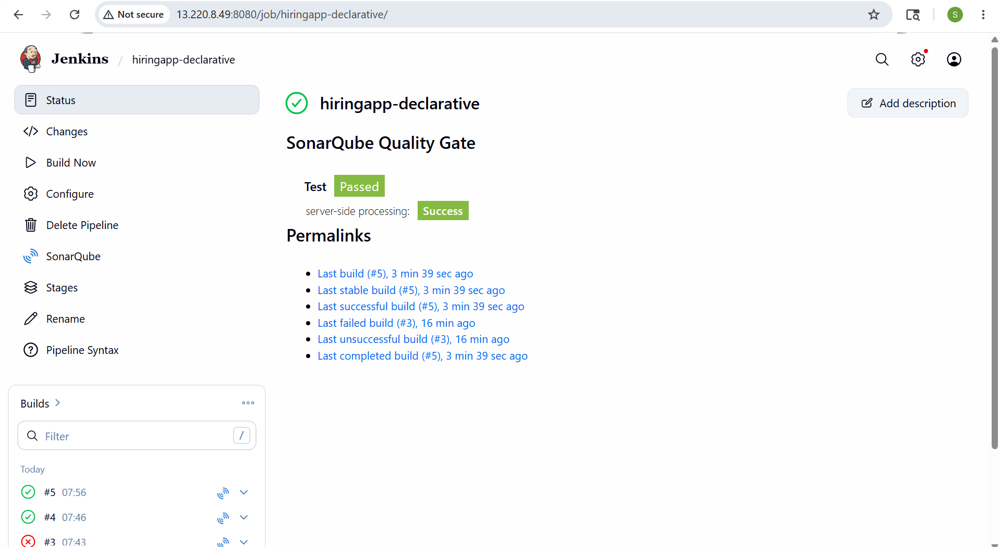 Not secure 13.220.8.49:8080/job/hiringapp-declarative/
S
Jenkins / hiringapp-declarative
Status
Changes
Build Now
Configure
Delete Pipeline
SonarQube
Stages
Rename
Pipeline Syntax
hiringapp-declarative
Add description
SonarQube Quality Gate
Test Passed
server-side processing: Success
Permalinks
Last build (#5), 3 min 39 sec ago
Last stable build (#5), 3 min 39 sec ago
Last successful build (#5), 3 min 39 sec ago
Last failed build (#3), 16 min ago
Last unsuccessful build (#3), 16 min ago
Last completed build (#5), 3 min 39 sec ago
Builds
Filter /
Today
#5 07:56
#4 07:46
#3 07:43